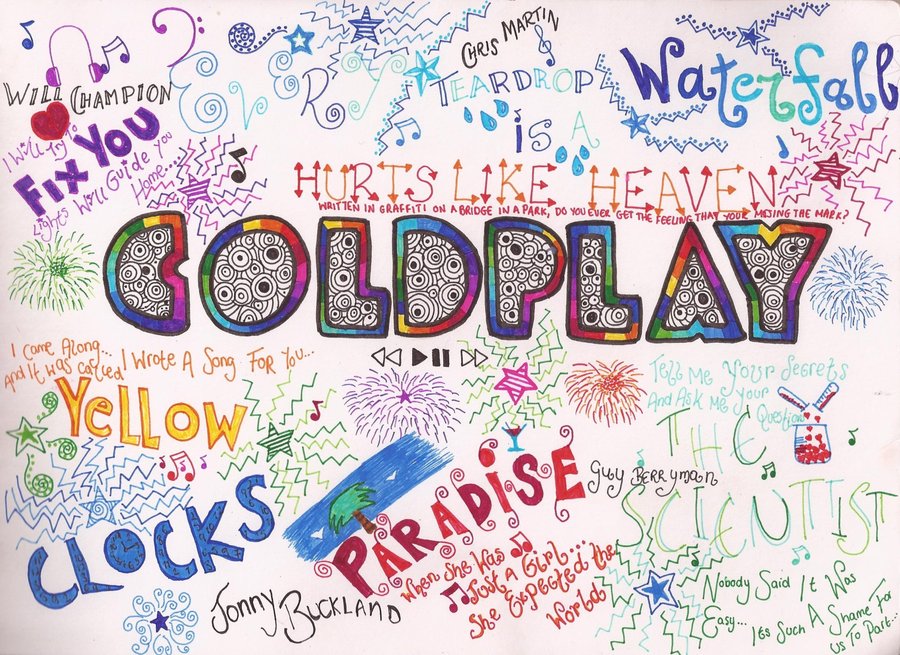 WILL CHAMPION
CHRIS MARTIN
EVERY
TEARDROP
IS A
WaterFall
I Will Try To
FIX YOU
Lights Will Guide You
Home...
HURTS LIKE HEAVEN
WRITTEN IN GRAFFITI ON A BRIDGE IN A PARK, DO YOU EVER GET THE FEELING THAT YOUR MISING THE MARK?
COLDPLAY
I Came Along... I Wrote A Song For You...
And It was called
YELLOW
Tell Me Your Secrets
And Ask Me Your
Questions
THE
SCIENTIST
Nobody Said It Was
Easy... Its Such A Shame For
us To Part...
Guy BERRyman
CLOCKS
PARADISE
When She Was
Just A Girl...
She Expected the
World
Jonny BUCKLAND